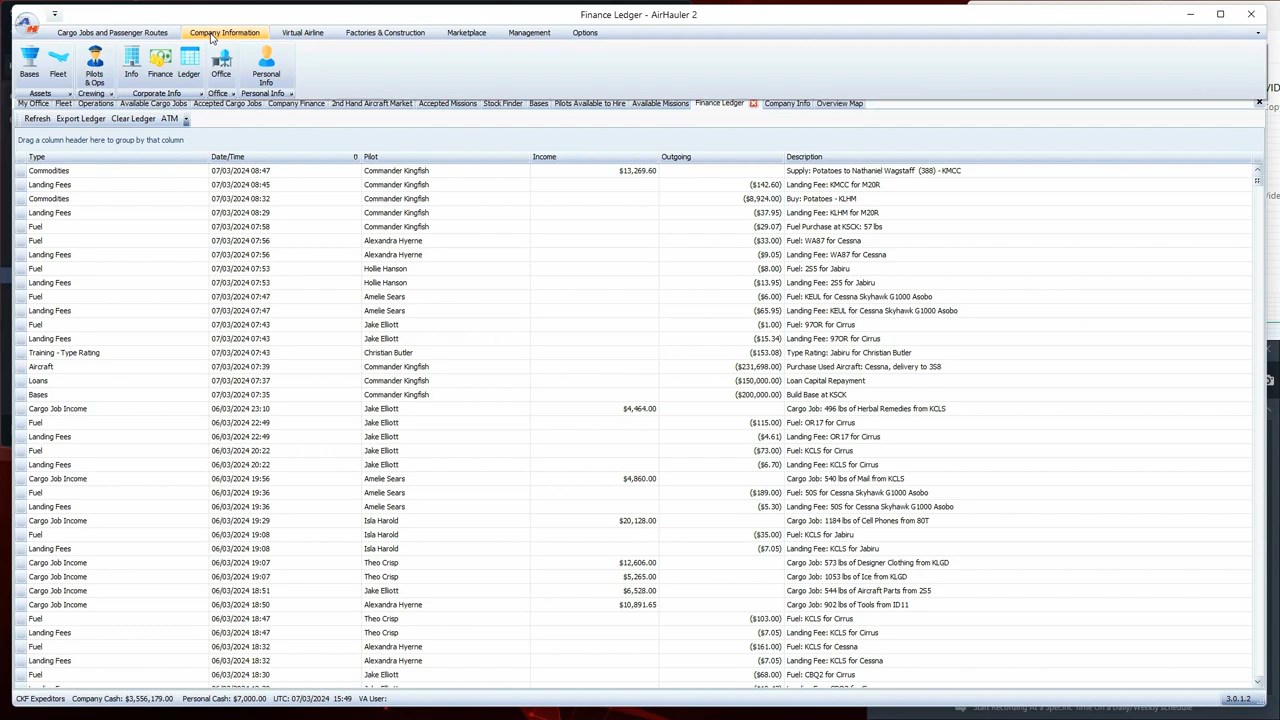 Finance Ledger - AirHauler 2
Cargo Jobs and Passenger Routes Company Information Virtual Airline Factories & Construction Marketplace Management Options
Bases Fleet Pilots & Ops Info Finance Ledger Office Personal Info
Assets Crewing Corporate Info Office Personal Info
My Office Fleet Operations Available Cargo Jobs Accepted Cargo Jobs Company Finance 2nd Hand Aircraft Market Accepted Missions Stock Finder Bases Pilots Available to Hire Available Missions Finance Ledger Company Info Overview Map
Refresh Export Ledger Clear Ledger ATM
Drag a column header here to group by that column
Type Date/Time Pilot Income Outgoing Description
Commodities 07/03/2024 08:47 Commander Kingfish $13,269.60 Supply: Potatoes to Nathaniel Wagstaff (388) - KMCC
Landing Fees Commander Kingfish ($142.60) Landing Fee: KMCC for M20R
Commodities 07/03/2024 08:32 Commander Kingfish ($8,924.00) Buy: Potatoes - KLHM
Landing Fees 07/03/2024 08:29 Commander Kingfish ($37.95) Landing Fee: KLHM for M20R
Fuel 07/03/2024 07:58 Commander Kingfish ($29.07) Fuel Purchase at KSCK: 57 lbs
Fuel 07/03/2024 07:56 Alexandra Hyerne ($33.00) Fuel: WA87 for Cessna
Landing Fees 07/03/2024 07:56 Alexandra Hyerne ($9.05) Landing Fee: WA87 for Cessna
Fuel 07/03/2024 07:53 Hollie Hanson ($8.00) Fuel: 2S5 for Jabiru
Landing Fees 07/03/2024 07:53 Hollie Hanson ($13.95) Landing Fee: 2S5 for Jabiru
Fuel 07/03/2024 07:47 Amelie Sears ($6.00) Fuel: KEUL for Cessna Skyhawk G1000 Asobo
Landing Fees 07/03/2024 07:47 Amelie Sears ($65.95) Landing Fee: KEUL for Cessna Skyhawk G1000 Asobo
Fuel 07/03/2024 07:43 Jake Elliott ($1.00) Fuel: 97OR for Cirrus
Landing Fees 07/03/2024 07:43 Jake Elliott ($15.34) Landing Fee: 97OR for Cirrus
Training - Type Rating 07/03/2024 07:43 Christian Butler ($153.08) Type Rating: Jabiru for Christian Butler
Aircraft 07/03/2024 07:39 Commander Kingfish ($231,698.00) Purchase Used Aircraft: Cessna, delivery to 3S8
Loans 07/03/2024 07:37 Commander Kingfish ($150,000.00) Loan Capital Repayment
Bases 07/03/2024 07:35 Commander Kingfish ($200,000.00) Build Base at KSCK
Cargo Job Income 06/03/2024 23:10 Jake Elliott $4,464.00 Cargo Job: 496 lbs of Herbal Remedies from KCLS
Fuel 06/03/2024 22:49 Jake Elliott ($115.00) Fuel: OR17 for Cirrus
Landing Fees 06/03/2024 22:49 Jake Elliott ($4.61) Landing Fee: OR17 for Cirrus
Fuel 06/03/2024 20:22 Jake Elliott ($73.00) Fuel: KCLS for Cirrus
Landing Fees 06/03/2024 20:22 Jake Elliott ($6.70) Landing Fee: KCLS for Cirrus
Cargo Job Income 06/03/2024 19:56 Amelie Sears $4,860.00 Cargo Job: 540 lbs of Mail from KCLS
Fuel 06/03/2024 19:36 Amelie Sears ($189.00) Fuel: 50S for Cessna Skyhawk G1000 Asobo
Landing Fees 06/03/2024 19:36 Amelie Sears ($5.30) Landing Fee: 50S for Cessna Skyhawk G1000 Asobo
Cargo Job Income 06/03/2024 19:29 Isla Harold $20,128.00 Cargo Job: 1184 lbs of Cell Phones from 80T
Fuel 06/03/2024 19:08 Isla Harold ($35.00) Fuel: KCLS for Jabiru
Landing Fees 06/03/2024 19:08 Isla Harold ($7.05) Landing Fee: KCLS for Jabiru
Cargo Job Income 06/03/2024 19:07 Theo Crisp $12,606.00 Cargo Job: 573 lbs of Designer Clothing from KLGD
Cargo Job Income 06/03/2024 19:07 Theo Crisp $5,265.00 Cargo Job: 1053 lbs of Ice from KLGD
Cargo Job Income 06/03/2024 18:51 Jake Elliott $6,528.00 Cargo Job: 544 lbs of Aircraft Parts from 2S5
Cargo Job Income 06/03/2024 18:50 Alexandra Hyerne $10,891.65 Cargo Job: 902 lbs of Tools from ID11
Fuel 06/03/2024 18:47 Theo Crisp ($103.00) Fuel: KCLS for Cirrus
Landing Fees 06/03/2024 18:47 Theo Crisp ($7.05) Landing Fee: KCLS for Cirrus
Fuel 06/03/2024 18:32 Alexandra Hyerne ($161.00) Fuel: KCLS for Cessna
Landing Fees 06/03/2024 18:32 Alexandra Hyerne ($7.05) Landing Fee: KCLS for Cessna
Fuel 06/03/2024 18:30 Jake Elliott ($68.00) Fuel: CBQ2 for Cirrus
CKF Expeditors Company Cash: $3,556,179.00 Personal Cash: $7,000.00 UTC: 07/03/2024 15:49 VA User: 3.0.1.2